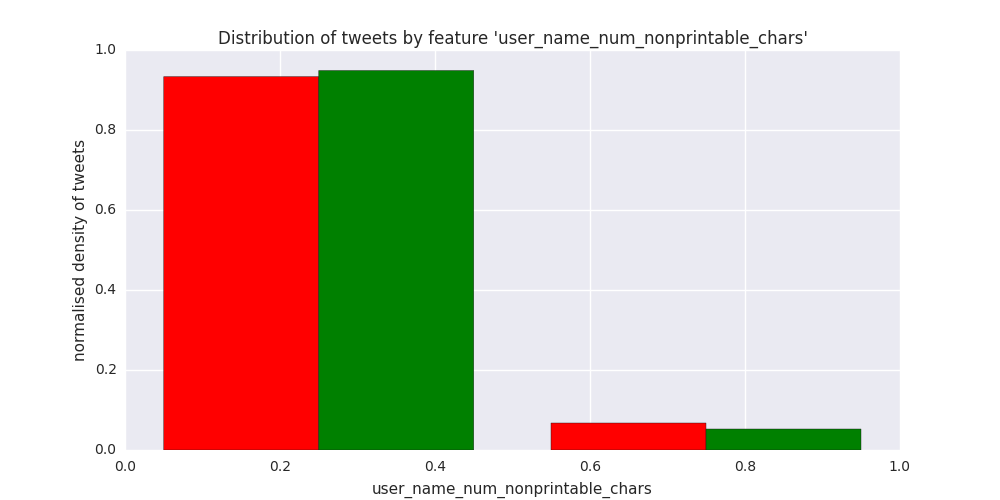 Distribution of tweets by feature 'user_name_num_nonprintable_chars'
normalised density of tweets
1.0
0.8
0.6
0.4
0.2
0.0
0.0 0.2 0.4 0.6 0.8 1.0
user_name_num_nonprintable_chars